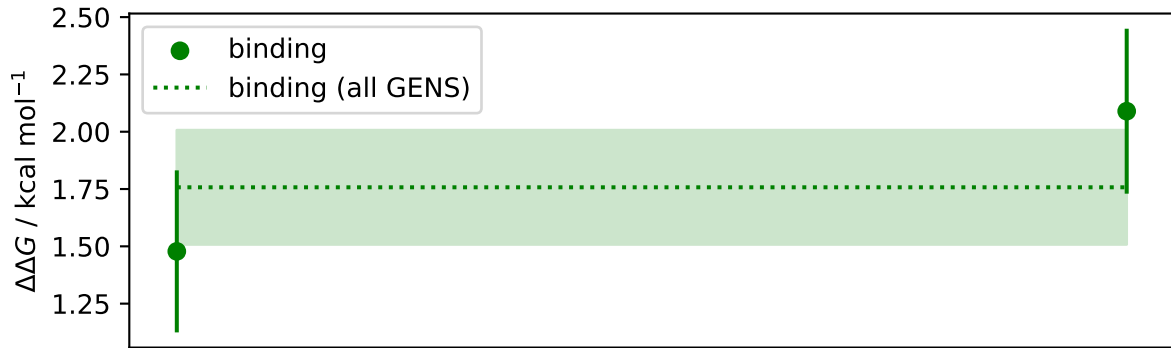 2.50
2.25
2.00
1.75
1.50
1.25
ΔΔG / kcal mol⁻¹
binding
binding (all GENS)